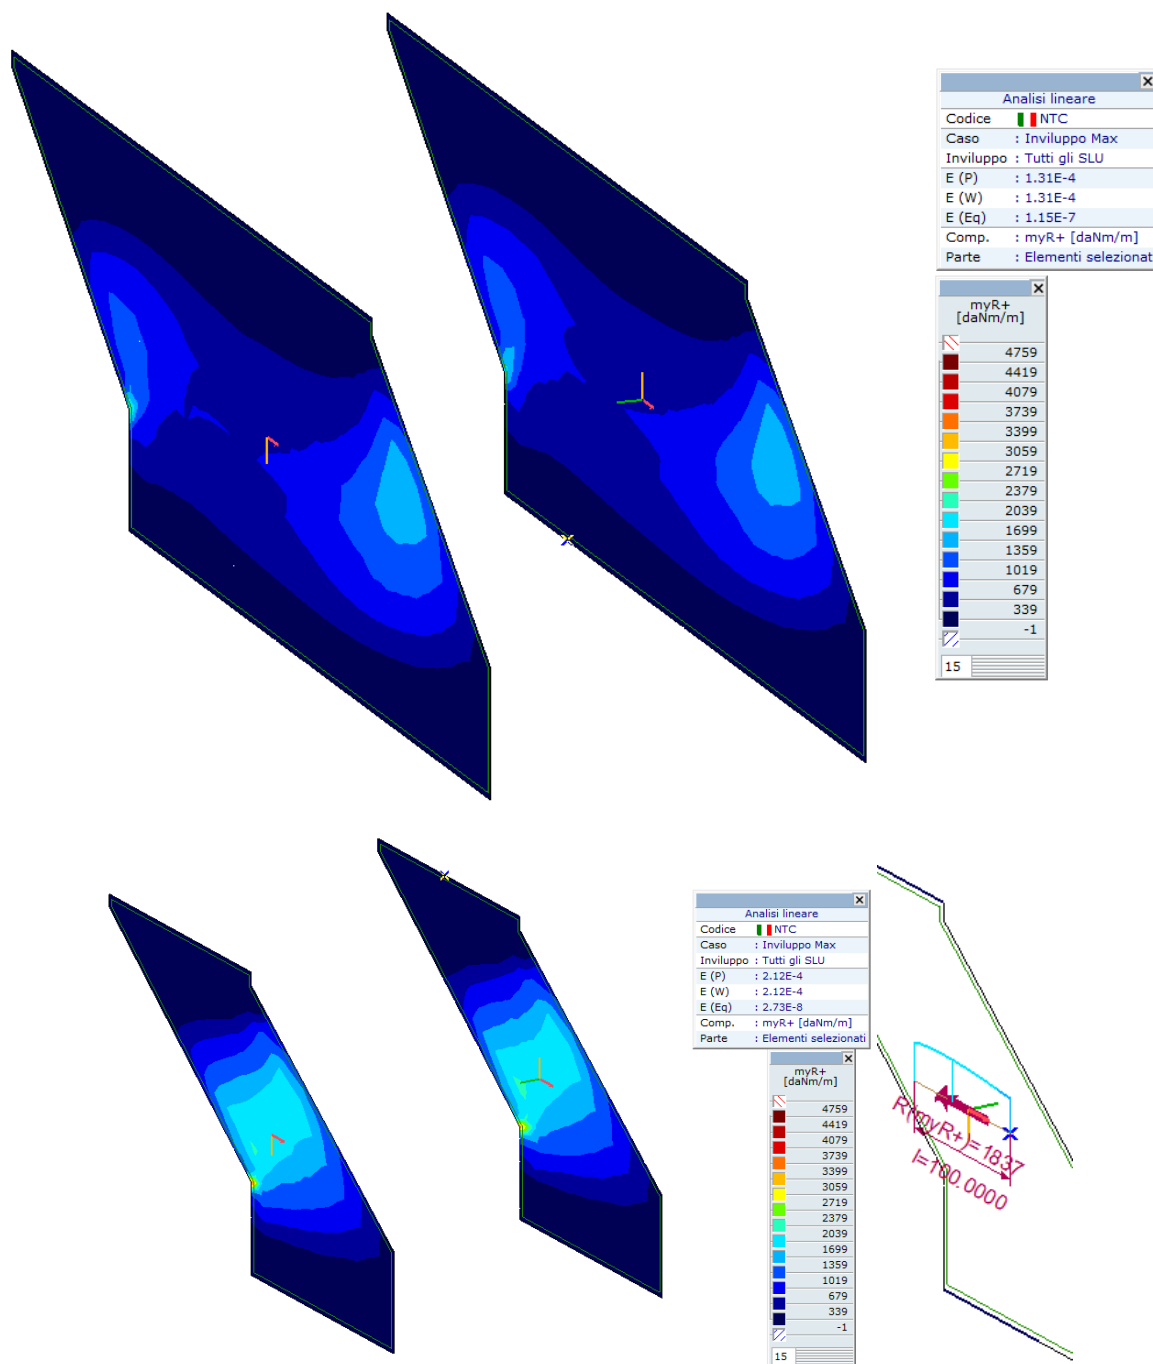 Analisi lineare
Codice NTC
Caso : Inviluppo Max
Inviluppo : Tutti gli SLU
E (P) : 1.31E-4
E (W) : 1.31E-4
E (Eq) : 1.15E-7
Comp. : myR+ [daNm/m]
Parte : Elementi selezionat
myR+
[daNm/m]
4759
4419
4079
3739
3399
3059
2719
2379
2039
1699
1359
1019
679
339
-1
15
Analisi lineare
Codice NTC
Caso : Inviluppo Max
Inviluppo : Tutti gli SLU
E (P) : 2.12E-4
E (W) : 2.12E-4
E (Eq) : 2.73E-8
Comp. : myR+ [daNm/m]
Parte : Elementi selezionati
myR+
[daNm/m]
4759
4419
4079
3739
3399
3059
2719
2379
2039
1699
1359
1019
679
339
-1
15
R(myR+)=1837
l=100.0000